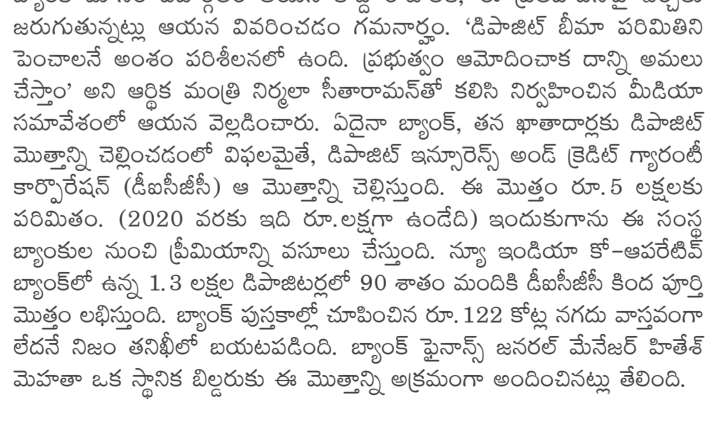 జరుగుతున్నట్లు ఆయన వివరించడం గమనార్హం. 'డిపాజిట్ బీమా పరిమితిని
పెంచాలనే అంశం పరిశీలనలో ఉంది. ప్రభుత్వం ఆమోదించాక దాన్ని అమలు
చేస్తాం' అని ఆర్థిక మంత్రి నిర్మలా సీతారామన్‌తో కలిసి నిర్వహించిన మీడియా
సమావేశంలో ఆయన వెల్లడించారు. ఏదైనా బ్యాంక్, తన ఖాతాదార్లకు డిపాజిట్
మొత్తాన్ని చెల్లించడంలో విఫలమైతే, డిపాజిట్ ఇన్సూరెన్స్ అండ్ క్రెడిట్ గ్యారంటీ
కార్పొరేషన్ (డీఐసీజీసీ) ఆ మొత్తాన్ని చెల్లిస్తుంది. ఈ మొత్తం రూ.5 లక్షలకు
పరిమితం. (2020 వరకు ఇది రూ.లక్షగా ఉండేది) ఇందుకుగాను ఈ సంస్థ
బ్యాంకుల నుంచి ప్రీమియాన్ని వసూలు చేస్తుంది. న్యూ ఇండియా కో-ఆపరేటివ్
బ్యాంక్‌లో ఉన్న 1.3 లక్షల డిపాజిటర్లలో 90 శాతం మందికి డీఐసీజీసీ కింద పూర్తి
మొత్తం లభిస్తుంది. బ్యాంక్ పుస్తకాల్లో చూపించిన రూ.122 కోట్ల నగదు వాస్తవంగా
లేదనే నిజం తనిఖీలో బయటపడింది. బ్యాంక్ ఫైనాన్స్ జనరల్ మేనేజర్ హితేశ్
మెహతా ఒక స్థానిక బిల్డరుకు ఈ మొత్తాన్ని అక్రమంగా అందించినట్లు తేలింది.